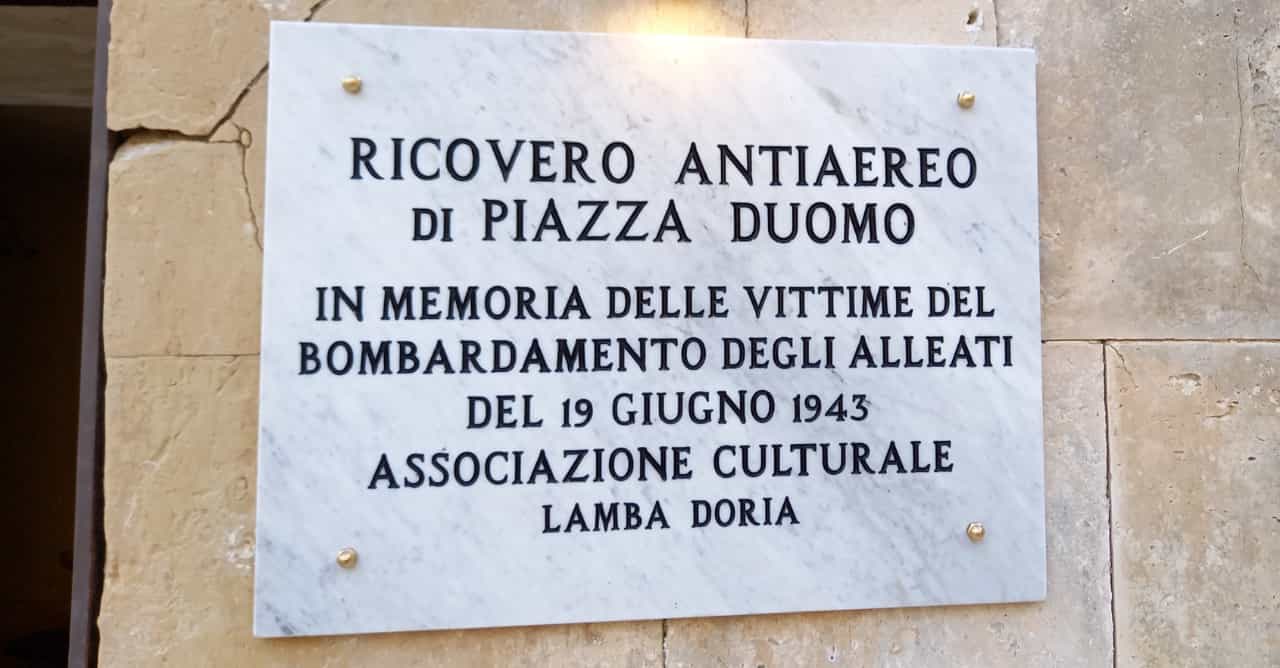 RICOVERO ANTIAEREO
DI PIAZZA DUOMO
IN MEMORIA DELLE VITTIME DEL
BOMBARDAMENTO DEGLI ALLEATI
DEL 19 GIUGNO 1943
ASSOCIAZIONE CULTURALE
LAMBA DORIA